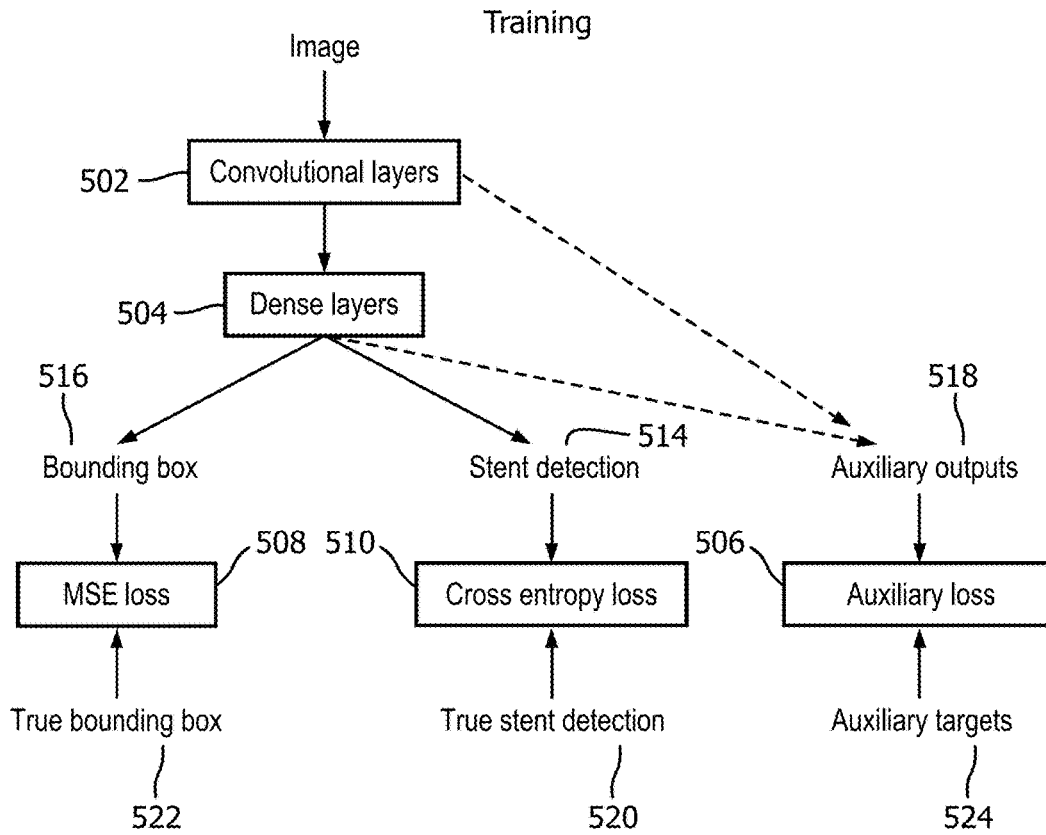 Training
Image
502
Convolutional layers
504
Dense layers
516
514
518
Bounding box
Stent detection
Auxiliary outputs
508
510
506
MSE loss
Cross entropy loss
Auxiliary loss
True bounding box
True stent detection
Auxiliary targets
522
520
524